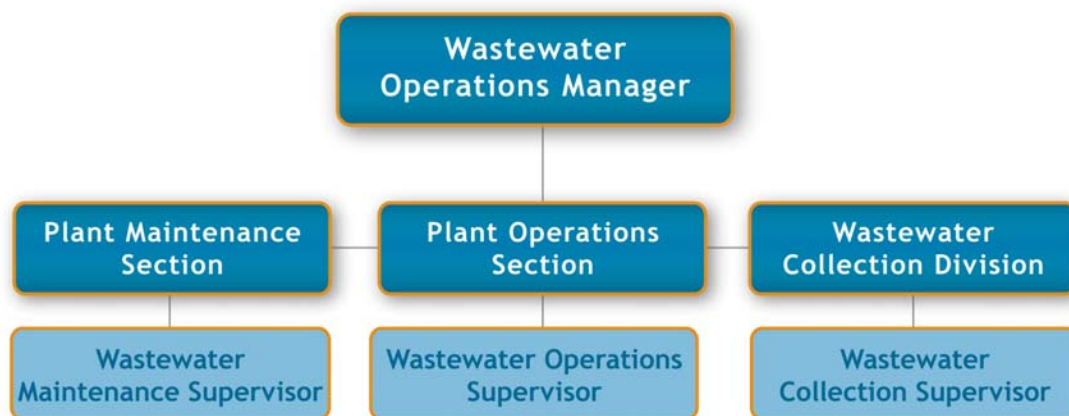 Wastewater
Operations Manager
Plant Maintenance
Section
Plant Operations
Section
Wastewater
Collection Division
Wastewater
Maintenance Supervisor
Wastewater Operations
Supervisor
Wastewater
Collection Supervisor